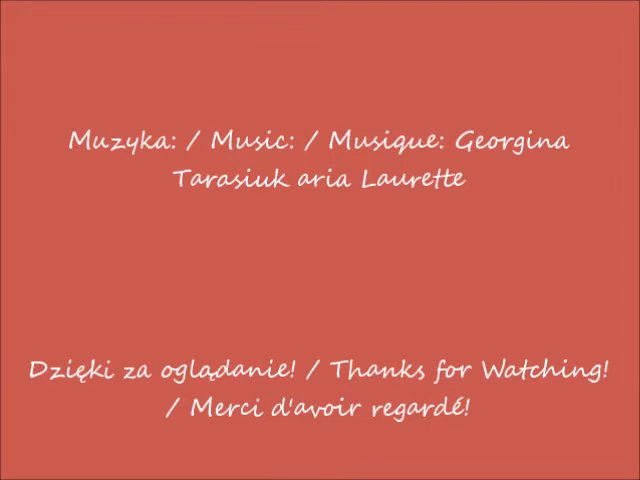 Muzyka: / Music: / Musique: Georgina
Tarasiuk aria Laurette
Dzięki za oglądanie! / Thanks for Watching!
/ Merci d'avoir regardé!